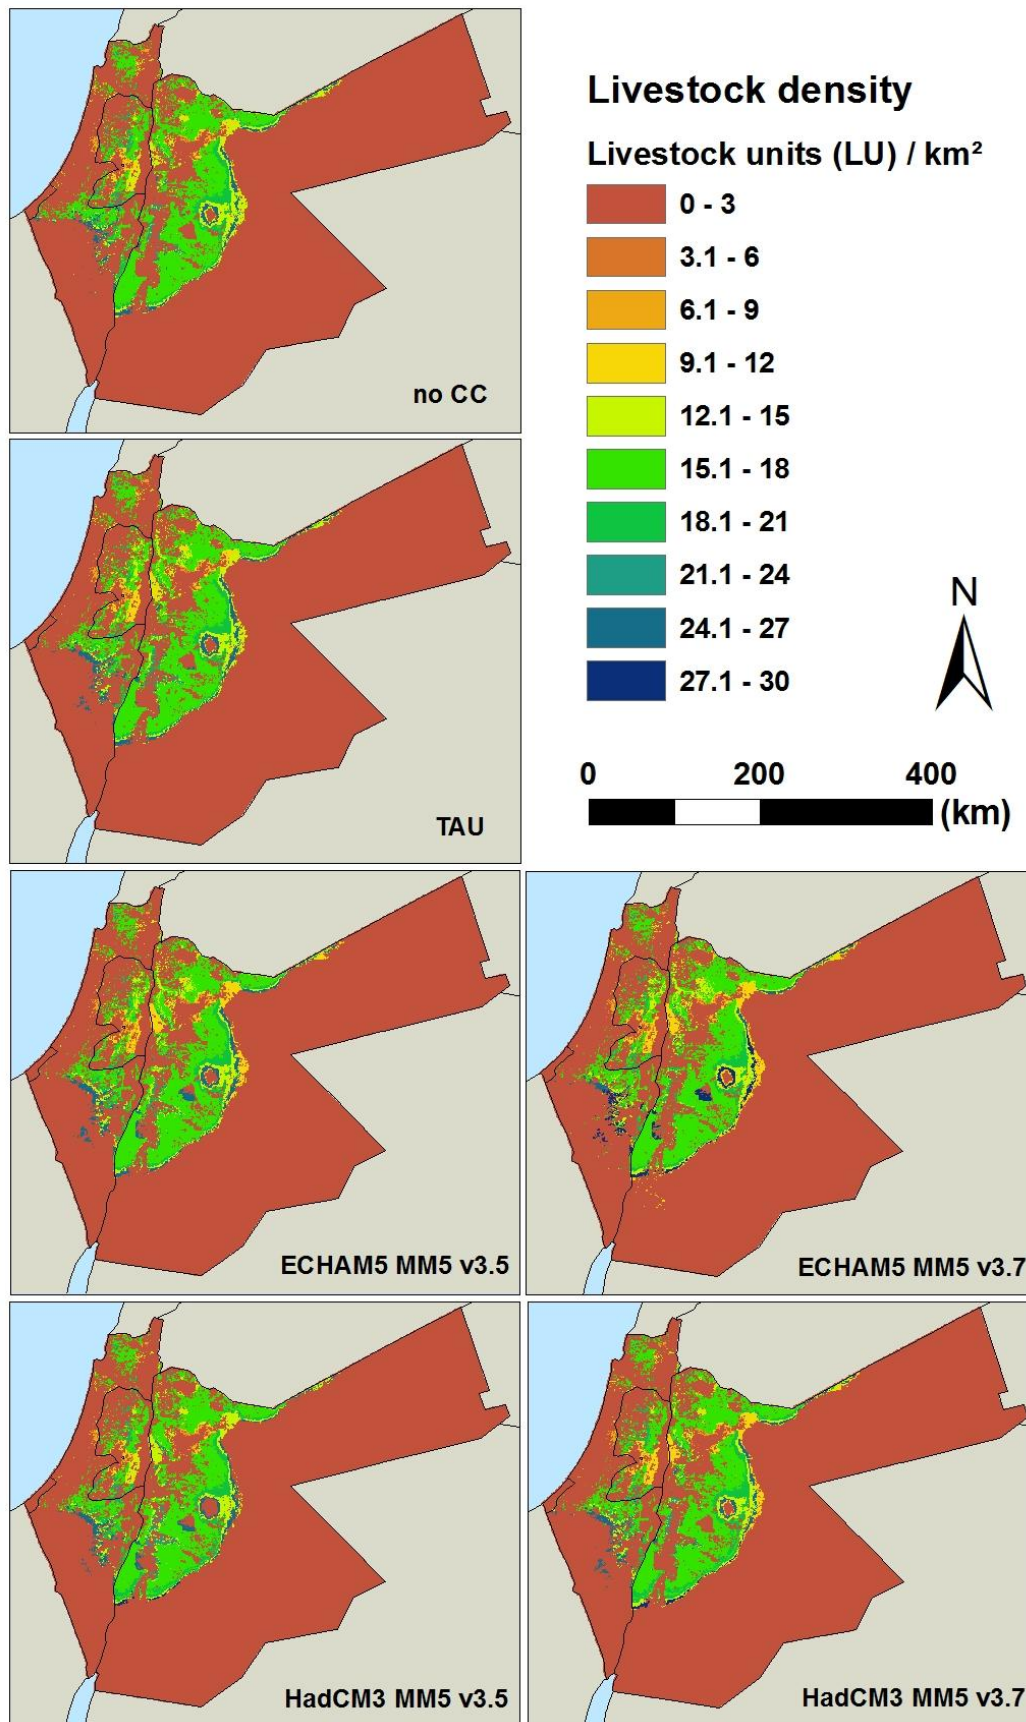 Livestock density
Livestock units (LU) / km²
0 - 3
3.1 - 6
6.1 - 9
9.1 - 12
12.1 - 15
15.1 - 18
18.1 - 21
21.1 - 24
24.1 - 27
27.1 - 30
no CC
N
0 200 400
(km)
TAU
ECHAM5 MM5 v3.5
ECHAM5 MM5 v3.7
HadCM3 MM5 v3.5
HadCM3 MM5 v3.7